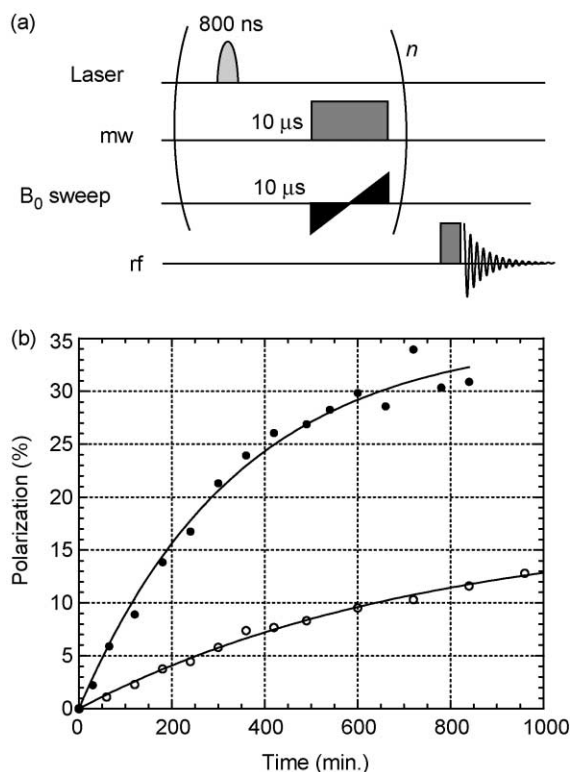 (a)
800 ns
n
Laser
10 μs
mw
10 μs
B₀ sweep
rf
(b)
35
30
25
20
15
10
5
0
Polarization (%)
0 200 400 600 800 1000
Time (min.)